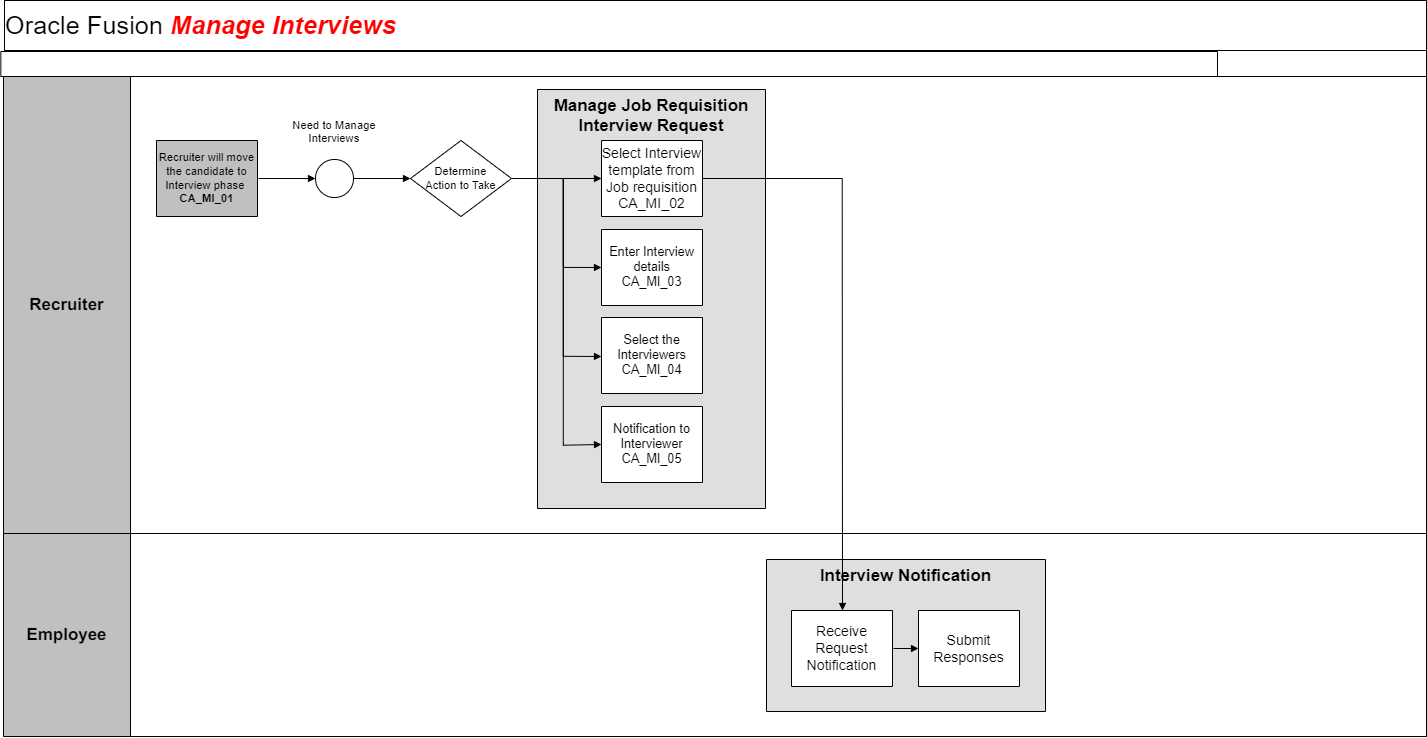 Oracle Fusion Manage Interviews
Recruiter
Recruiter will move
the candidate to
Interview phase
CA_MI_01
Need to Manage
Interviews
Determine
Action to Take
Manage Job Requisition
Interview Request
Select Interview
template from
Job requisition
CA_MI_02
Enter Interview
details
CA_MI_03
Select the
Interviewers
CA_MI_04
Notification to
Interviewer
CA_MI_05
Employee
Interview Notification
Receive
Request
Notification
Submit
Responses